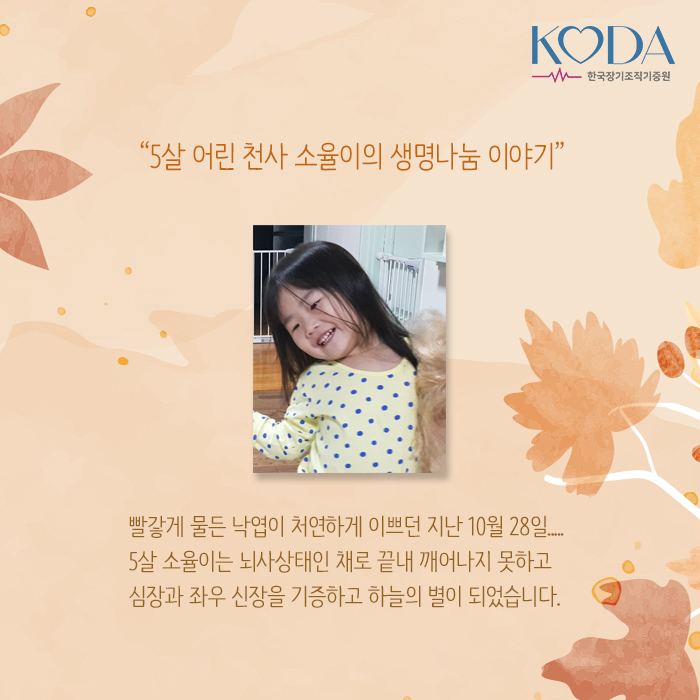 KODA
한국장기조직기증원
“5살 어린 천사 소율이의 생명나눔 이야기”
빨갛게 물든 낙엽이 처연하게 이쁘던 지난 10월 28일.....
5살 소율이는 뇌사상태인 채로 끝내 깨어나지 못하고
심장과 좌우 신장을 기증하고 하늘의 별이 되었습니다.